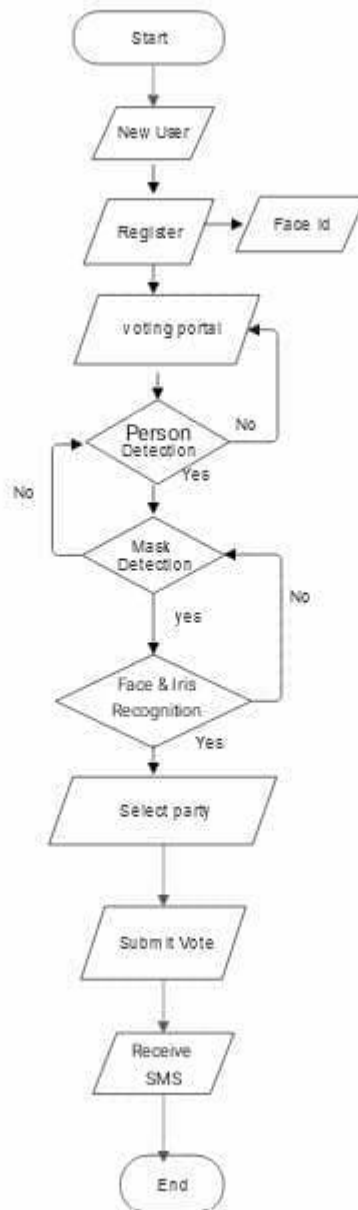 Start
New User
Register
Face Id
voting portal
No
Person
Detection
Yes
No
Mask
Detection
No
yes
Face & Iris
Recognition
Yes
Select party
Submit Vote
Receive
SMS
End